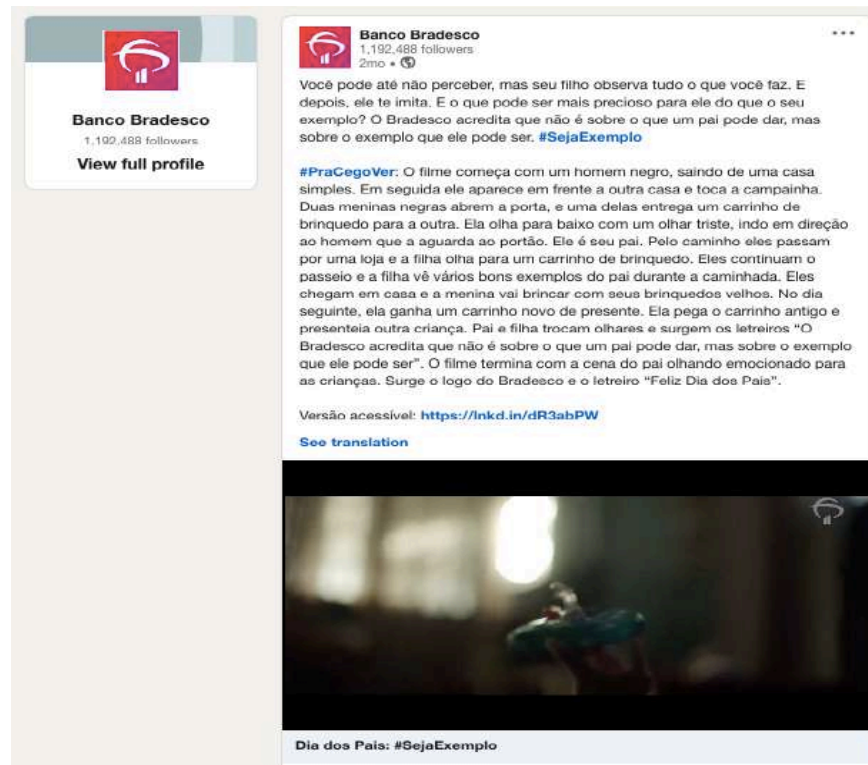 Banco Bradesco
1,192,488 followers
View full profile
Banco Bradesco
1,192,488 followers
2mo •
Você pode até não perceber, mas seu filho observa tudo o que você faz. E
depois, ele te imita. E o que pode ser mais precioso para ele do que o seu
exemplo? O Bradesco acredita que não é sobre o que um pai pode dar, mas
sobre o exemplo que ele pode ser. #SejaExemplo
#PraCegoVer: O filme começa com um homem negro, saindo de uma casa
simples. Em seguida ele aparece em frente a outra casa e toca a campainha.
Duas meninas negras abrem a porta, e uma delas entrega um carrinho de
brinquedo para a outra. Ela olha para baixo com um olhar triste, indo em direção
ao homem que a aguarda ao portão. Ele é seu pai. Pelo caminho eles passam
por uma loja e a filha olha para um carrinho de brinquedo. Eles continuam o
passeio e a filha vê vários bons exemplos do pai durante a caminhada. Eles
chegam em casa e a menina vai brincar com seus brinquedos velhos. No dia
seguinte, ela ganha um carrinho novo de presente. Ela pega o carrinho antigo e
presenteia outra criança. Pai e filha trocam olhares e surgem os letreiros “O
Bradesco acredita que não é sobre o que um pai pode dar, mas sobre o exemplo
que ele pode ser”. O filme termina com a cena do pai olhando emocionado para
as crianças. Surge o logo do Bradesco e o letreiro “Feliz Dia dos Pais”.
Versão acessível: https://lnkd.in/dR3abPW
See translation
Dia dos Pais: #SejaExemplo